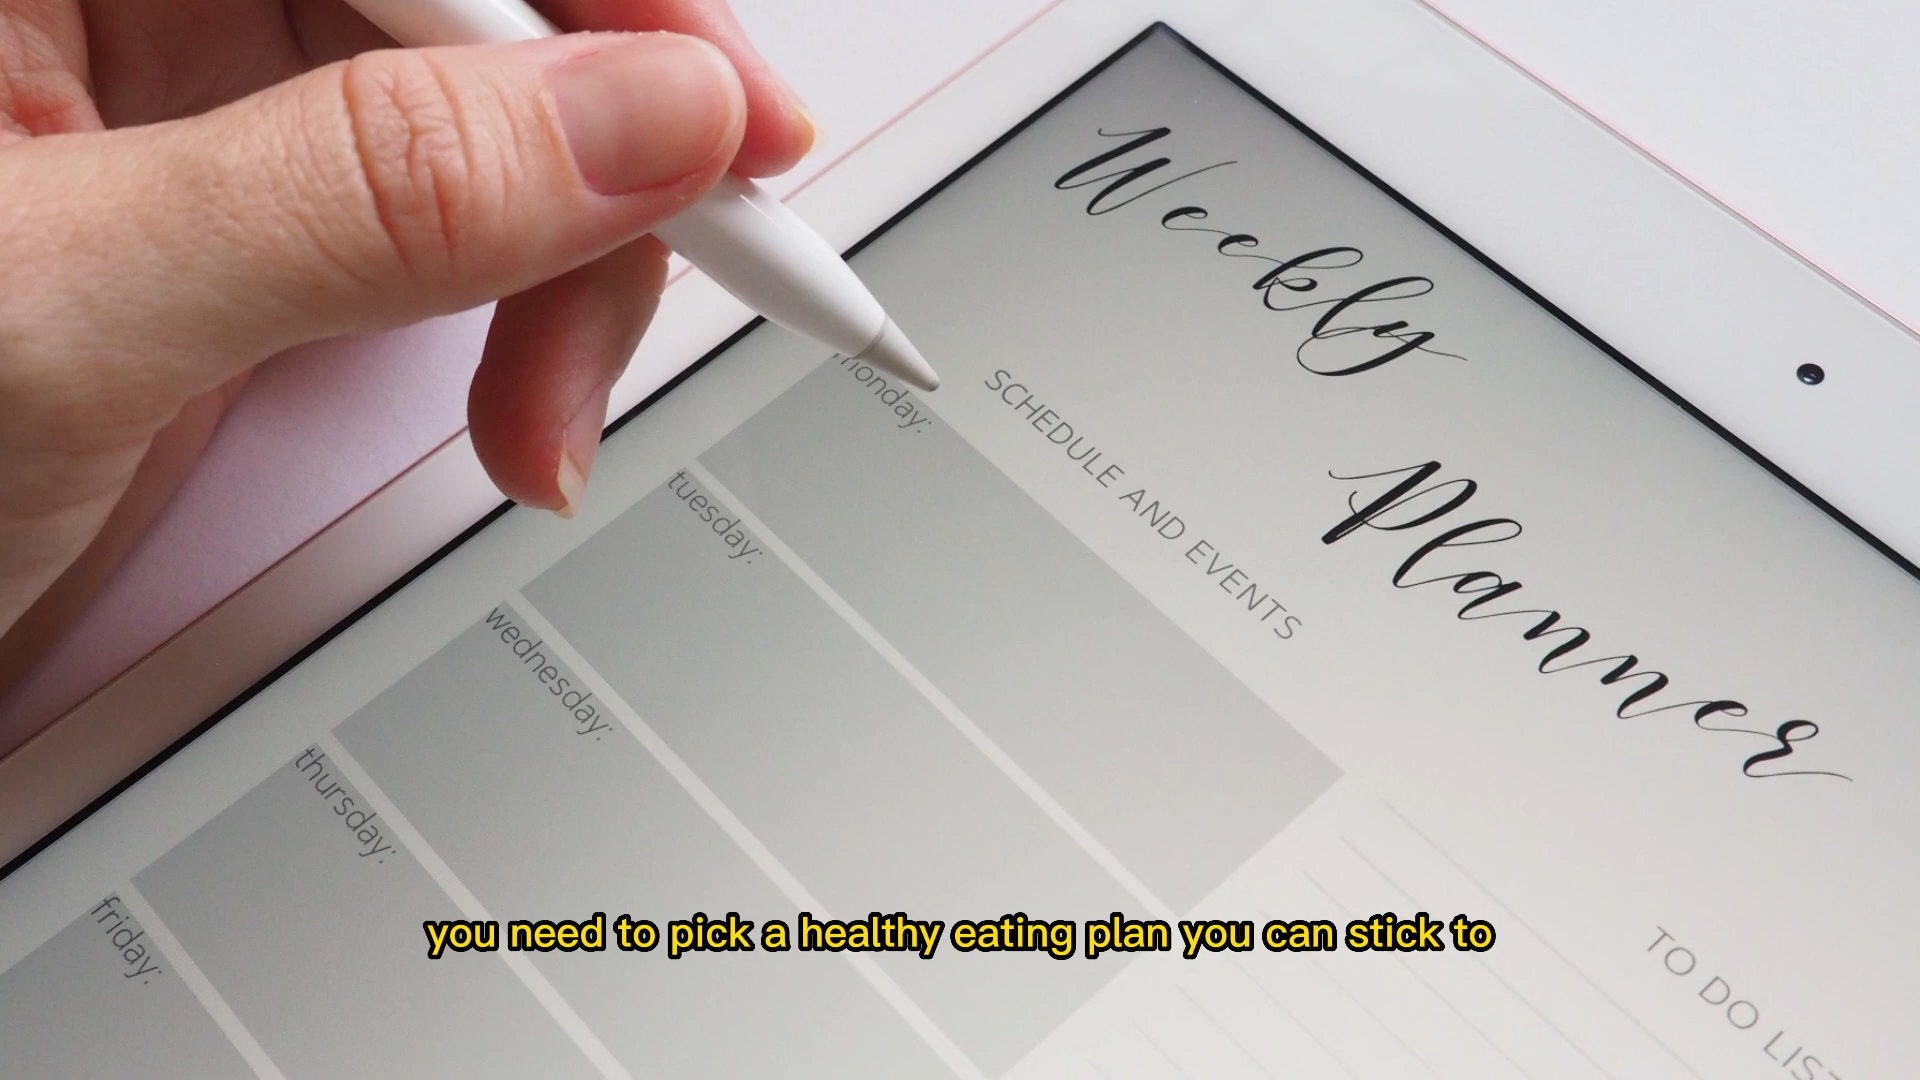 Weekly
Planner
SCHEDULE AND EVENTS
monday:
tuesday:
wednesday:
thursday:
friday:
TO DO LIST
you need to pick a healthy eating plan you can stick to